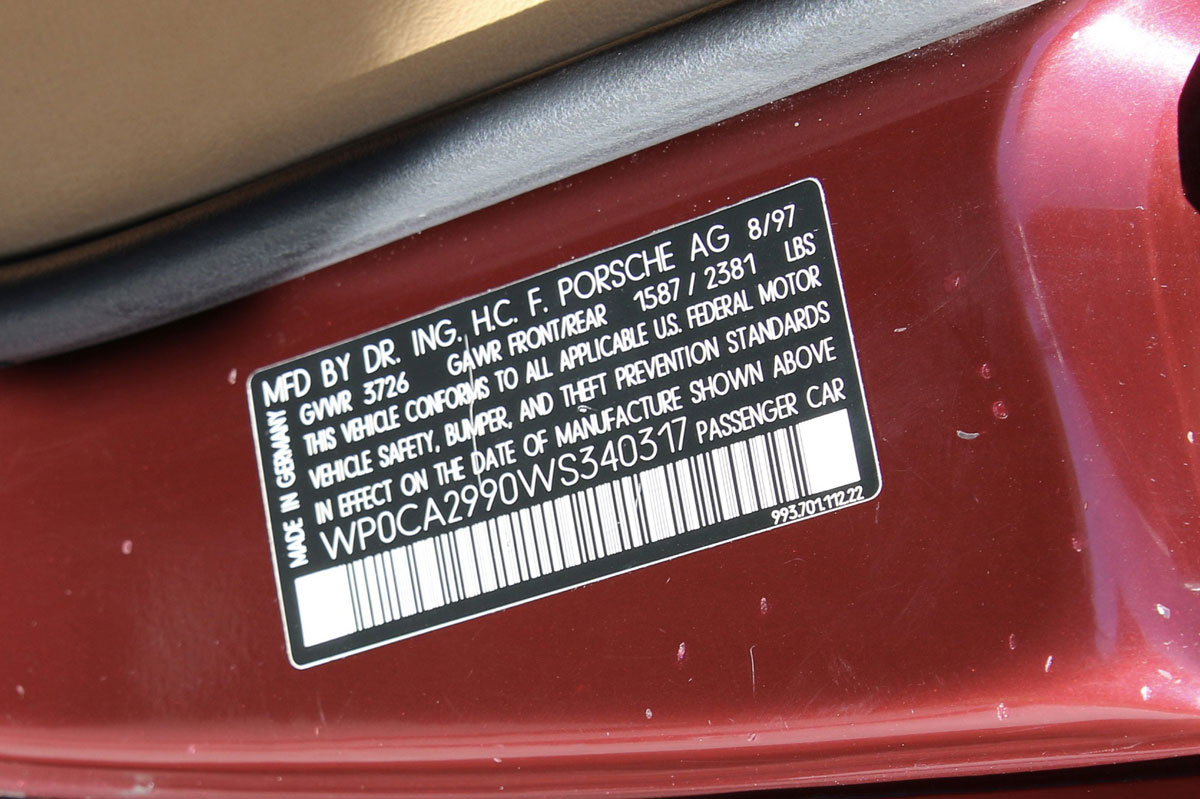 MFD BY DR. ING. H.C. F. PORSCHE AG 8/97
GVWR 3726 GAWR FRONT/REAR 1587 / 2381 LBS
THIS VEHICLE CONFORMS TO ALL APPLICABLE U.S. FEDERAL MOTOR
VEHICLE SAFETY, BUMPER, AND THEFT PREVENTION STANDARDS
IN EFFECT ON THE DATE OF MANUFACTURE SHOWN ABOVE
WP0CA2990WS340317 PASSENGER CAR
MADE IN GERMANY
993.701.112.22